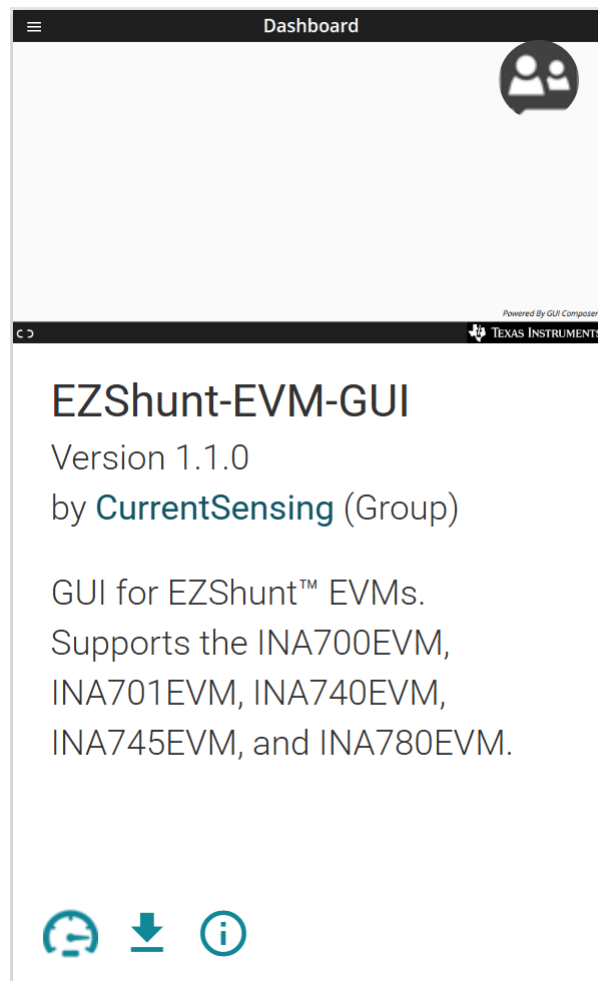 Dashboard
Powered By GUI Composer
TEXAS INSTRUMENTS
EZShunt-EVM-GUI
Version 1.1.0
by CurrentSensing (Group)
GUI for EZShunt™ EVMs.
Supports the INA700EVM,
INA701EVM, INA740EVM,
INA745EVM, and INA780EVM.